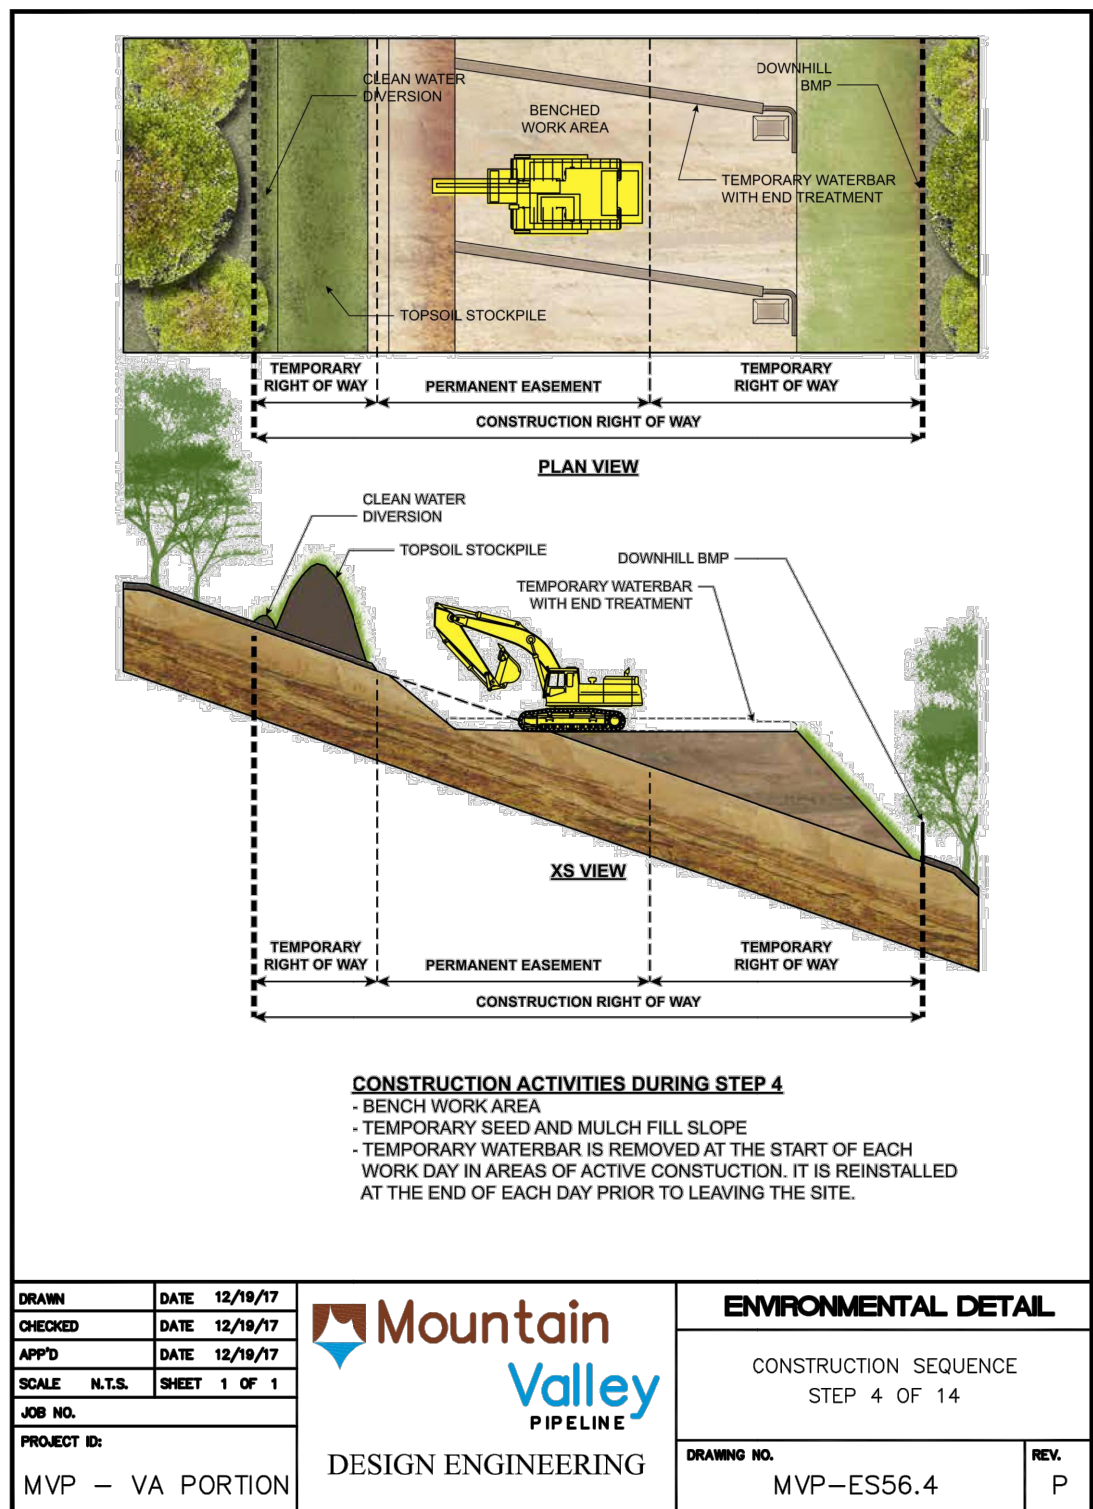 CLEAN WATER
DIVERSION
DOWNHILL
BMP
BENCHED
WORK AREA
TEMPORARY WATERBAR
WITH END TREATMENT
TOPSOIL STOCKPILE
TEMPORARY
RIGHT OF WAY
PERMANENT EASEMENT
TEMPORARY
RIGHT OF WAY
CONSTRUCTION RIGHT OF WAY
PLAN VIEW
CLEAN WATER
DIVERSION
TOPSOIL STOCKPILE
DOWNHILL BMP
TEMPORARY WATERBAR
WITH END TREATMENT
XS VIEW
TEMPORARY
RIGHT OF WAY
PERMANENT EASEMENT
TEMPORARY
RIGHT OF WAY
CONSTRUCTION RIGHT OF WAY
CONSTRUCTION ACTIVITIES DURING STEP 4
- BENCH WORK AREA
- TEMPORARY SEED AND MULCH FILL SLOPE
- TEMPORARY WATERBAR IS REMOVED AT THE START OF EACH
WORK DAY IN AREAS OF ACTIVE CONSTUCTION. IT IS REINSTALLED
AT THE END OF EACH DAY PRIOR TO LEAVING THE SITE.
DRAWN DATE 12/19/17
CHECKED DATE 12/19/17
APP'D DATE 12/19/17
SCALE N.T.S. SHEET 1 OF 1
JOB NO.
PROJECT ID:
MVP – VA PORTION
Mountain
Valley
PIPELINE
DESIGN ENGINEERING
ENVIRONMENTAL DETAIL
CONSTRUCTION SEQUENCE
STEP 4 OF 14
DRAWING NO.
MVP–ES56.4
REV.
P